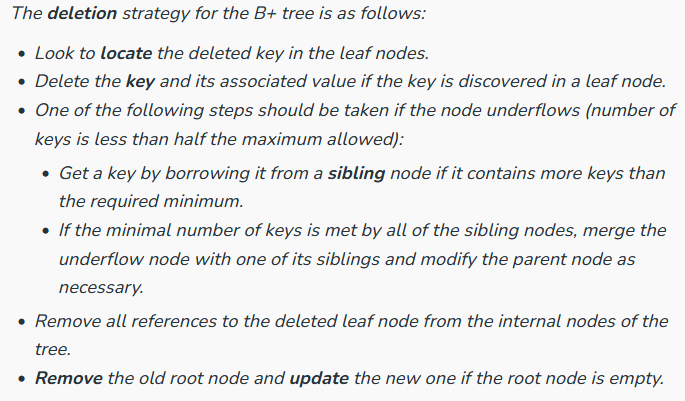 The deletion strategy for the B+ tree is as follows:
• Look to locate the deleted key in the leaf nodes.
• Delete the key and its associated value if the key is discovered in a leaf node.
• One of the following steps should be taken if the node underflows (number of
keys is less than half the maximum allowed):
• Get a key by borrowing it from a sibling node if it contains more keys than
the required minimum.
• If the minimal number of keys is met by all of the sibling nodes, merge the
underflow node with one of its siblings and modify the parent node as
necessary.
• Remove all references to the deleted leaf node from the internal nodes of the
tree.
• Remove the old root node and update the new one if the root node is empty.